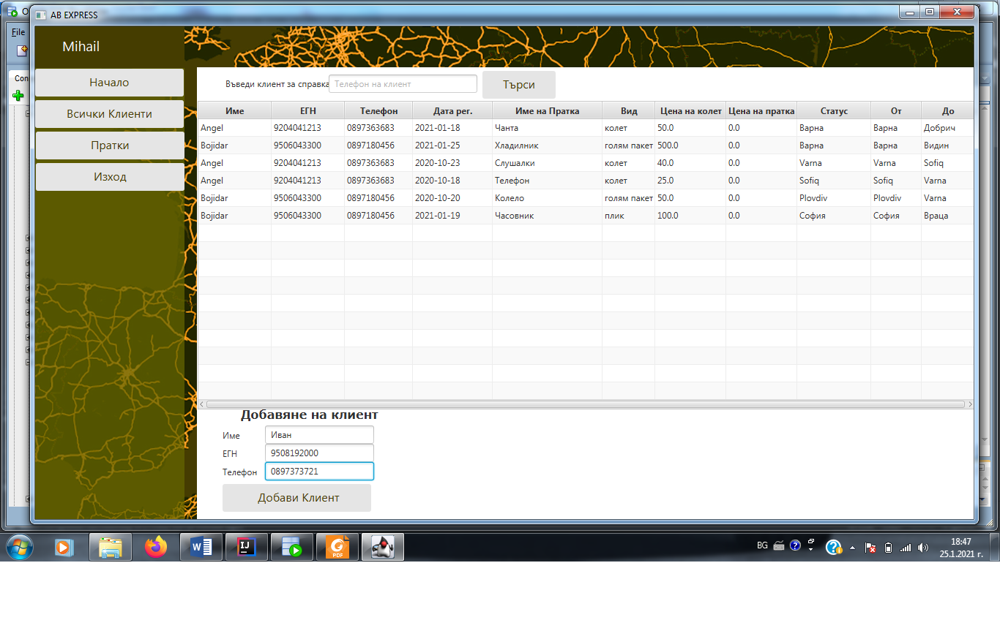 AB EXPRESS
File
Mihail
Con
Начало
Всички Клиенти
Пратки
Изход
Въведи клиент за справка Телефон на клиент Търси
Име ЕГН Телефон Дата рег. Име на Пратка Вид Цена на колет Цена на пратка Статус От До
Angel 9204041213 0897363683 2021-01-18 Чанта колет 50.0 0.0 Варна Варна Добрич
Bojidar 9506043300 0897180456 2021-01-25 Хладилник голям пакет 500.0 0.0 Варна Варна Видин
Angel 9204041213 0897363683 2020-10-23 Слушалки колет 40.0 0.0 Varna Varna Sofiq
Angel 9204041213 0897363683 2020-10-18 Телефон колет 25.0 0.0 Sofiq Sofiq Varna
Bojidar 9506043300 0897180456 2020-10-20 Колело голям пакет 50.0 0.0 Plovdiv Plovdiv Varna
Bojidar 9506043300 0897180456 2021-01-19 Часовник плик 100.0 0.0 София София Враца
Добавяне на клиент
Име Иван
ЕГН 9508192000
Телефон 0897373721
Добави Клиент
W IJ PDF BG 18:47
25.1.2021 г.